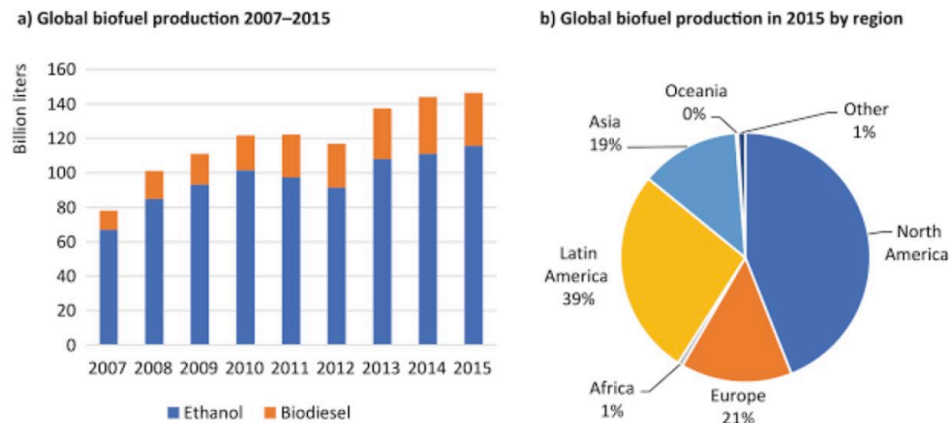 a) Global biofuel production 2007–2015
Billion liters
160
140
120
100
80
60
40
20
0
2007 2008 2009 2010 2011 2012 2013 2014 2015
Ethanol Biodiesel
b) Global biofuel production in 2015 by region
Oceania
0%
Other
1%
Asia
19%
North
America
Latin
America
39%
Africa
1%
Europe
21%